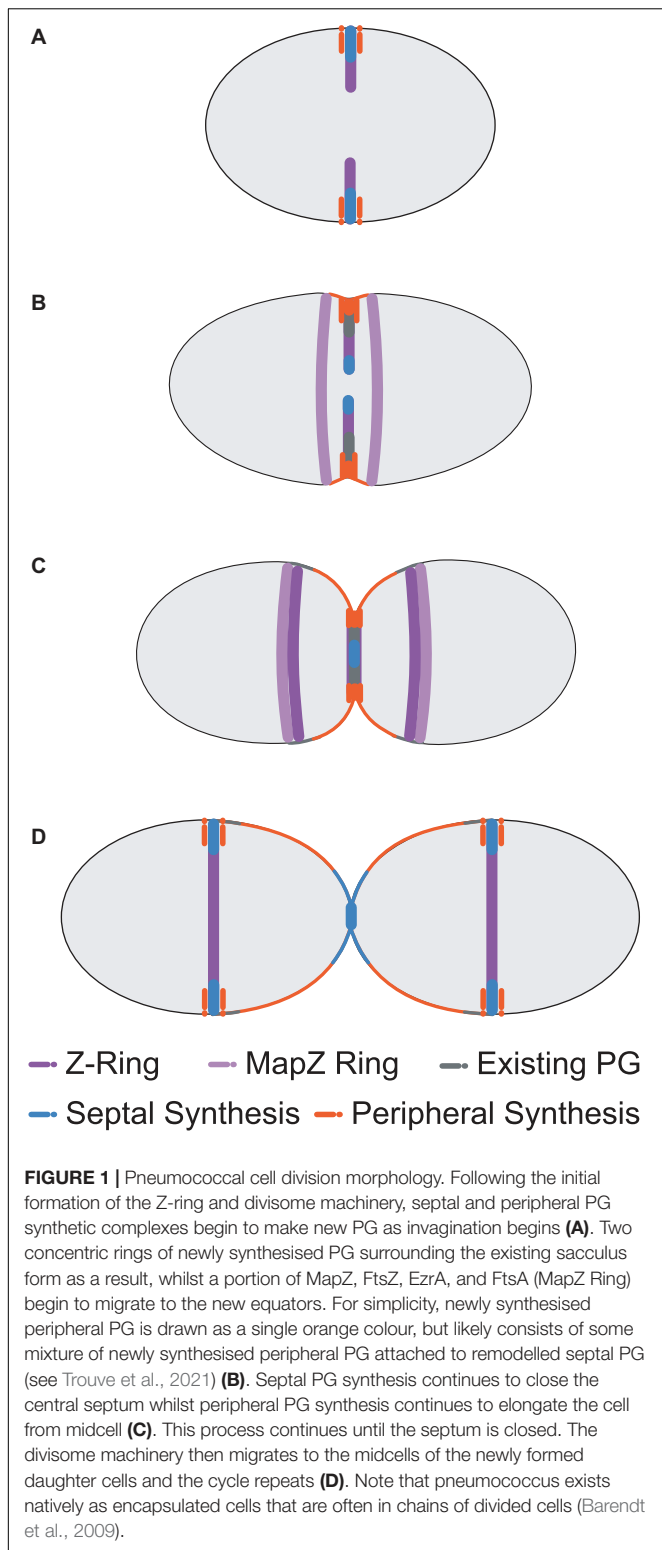 A
B
C
D
Z-Ring MapZ Ring Existing PG
Septal Synthesis Peripheral Synthesis
FIGURE 1 | Pneumococcal cell division morphology. Following the initial
formation of the Z-ring and divisome machinery, septal and peripheral PG
synthetic complexes begin to make new PG as invagination begins (A). Two
concentric rings of newly synthesised PG surrounding the existing sacculus
form as a result, whilst a portion of MapZ, FtsZ, EzrA, and FtsA (MapZ Ring)
begin to migrate to the new equators. For simplicity, newly synthesised
peripheral PG is drawn as a single orange colour, but likely consists of some
mixture of newly synthesised peripheral PG attached to remodelled septal PG
(see Trouve et al., 2021) (B). Septal PG synthesis continues to close the
central septum whilst peripheral PG synthesis continues to elongate the cell
from midcell (C). This process continues until the septum is closed. The
divisome machinery then migrates to the midcells of the newly formed
daughter cells and the cycle repeats (D). Note that pneumococcus exists
natively as encapsulated cells that are often in chains of divided cells (Barendt
et al., 2009).